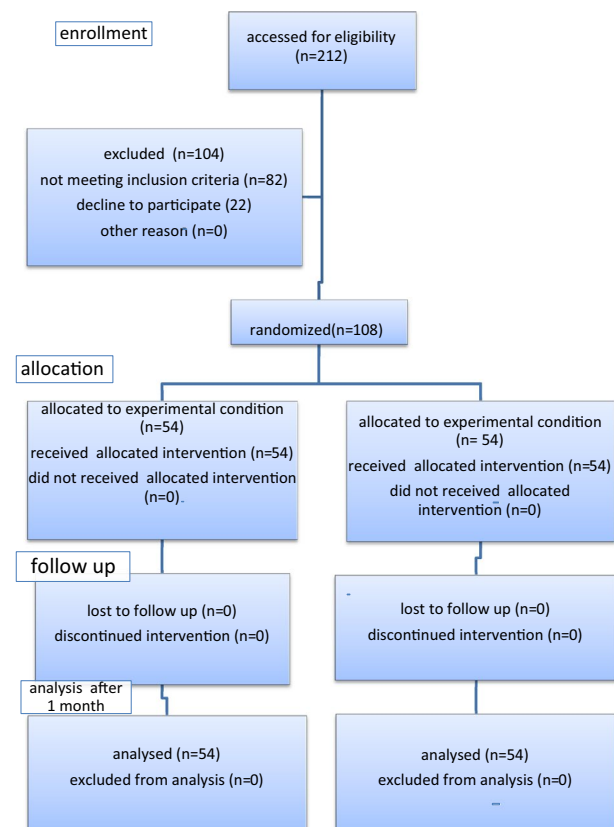 enrollment
accessed for eligibility
(n=212)
excluded (n=104)
not meeting inclusion criteria (n=82)
decline to participate (22)
other reason (n=0)
randomized(n=108)
allocation
allocated to experimental condition
(n=54)
received allocated intervention (n=54)
did not received allocated intervention
(n=0)
allocated to experimental condition
(n= 54)
received allocated intervention (n=54)
did not received allocated
intervention (n=0)
follow up
lost to follow up (n=0)
discontinued intervention (n=0)
lost to follow up (n=0)
discontinued intervention (n=0)
analysis after
1 month
analysed (n=54)
excluded from analysis (n=0)
analysed (n=54)
excluded from analysis (n=0)